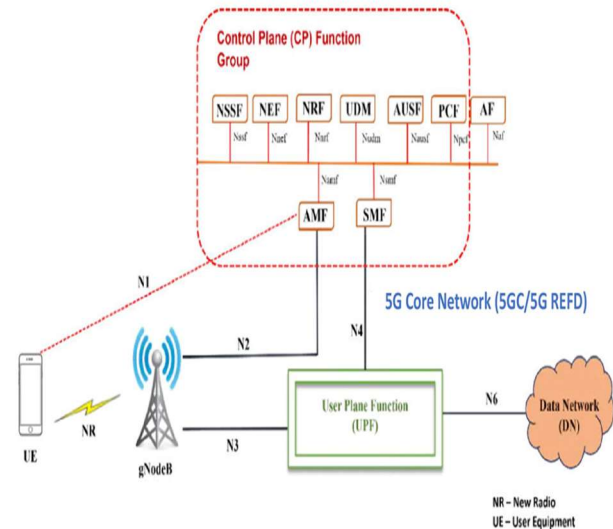 Control Plane (CP) Function
Group
NSSF NEF NRF UDM AUSF PCF AF
Nssf Nnef Nnrf Nudm Nausf Npcf Naf
Namf Nsmf
AMF SMF
N1
5G Core Network (5GC/5G REFD)
N2 N4
User Plane Function
(UPF)
N6
Data Network
(DN)
NR
N3
UE
gNodeB
NR – New Radio
UE – User Equipment